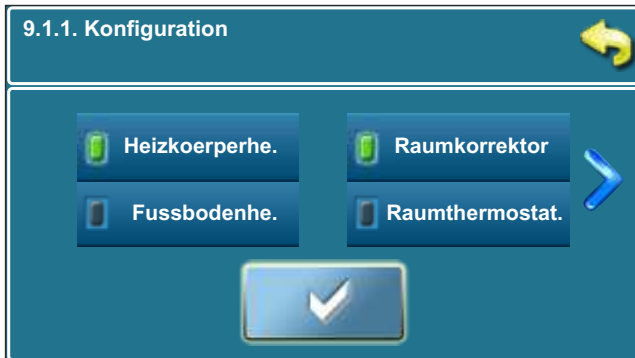 9.1.1. Konfiguration
Heizkoerperhe.
Raumkorrektor
Fussbodenhe.
Raumthermostat.